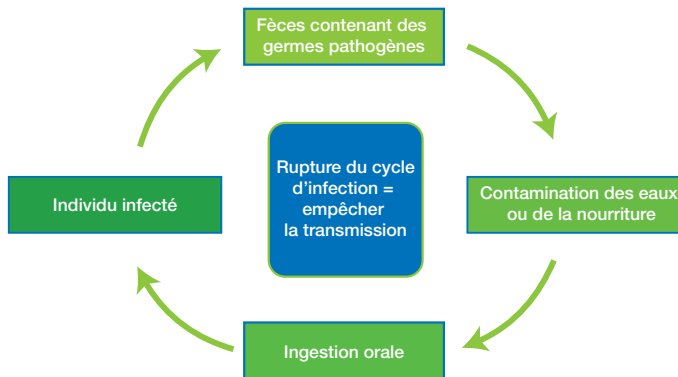 Fèces contenant des
germes pathogènes
Rupture du cycle
d'infection =
empêcher
la transmission
Individu infecté
Contamination des eaux
ou de la nourriture
Ingestion orale